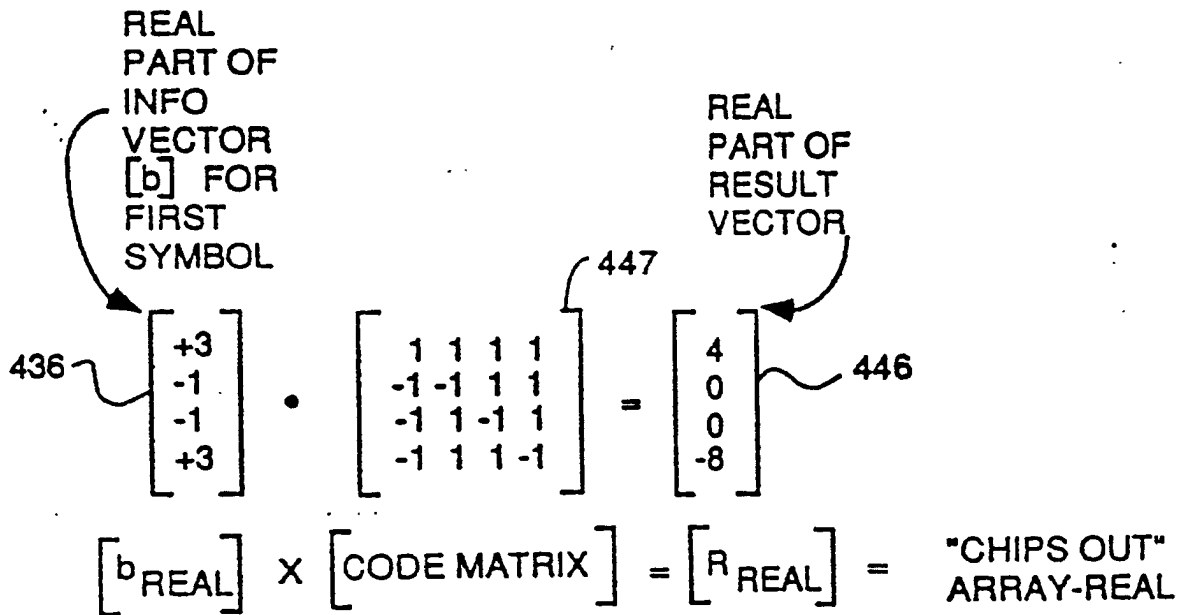 REAL
PART OF
INFO
VECTOR
[b] FOR
FIRST
SYMBOL
REAL
PART OF
RESULT
VECTOR
447
436
+3
-1
-1
+3
•
1 1 1 1
-1 -1 1 1
-1 1 -1 1
-1 1 1 -1
=
4
0
0
-8
446
[b REAL] X [CODE MATRIX] = [R REAL] = "CHIPS OUT"
ARRAY-REAL